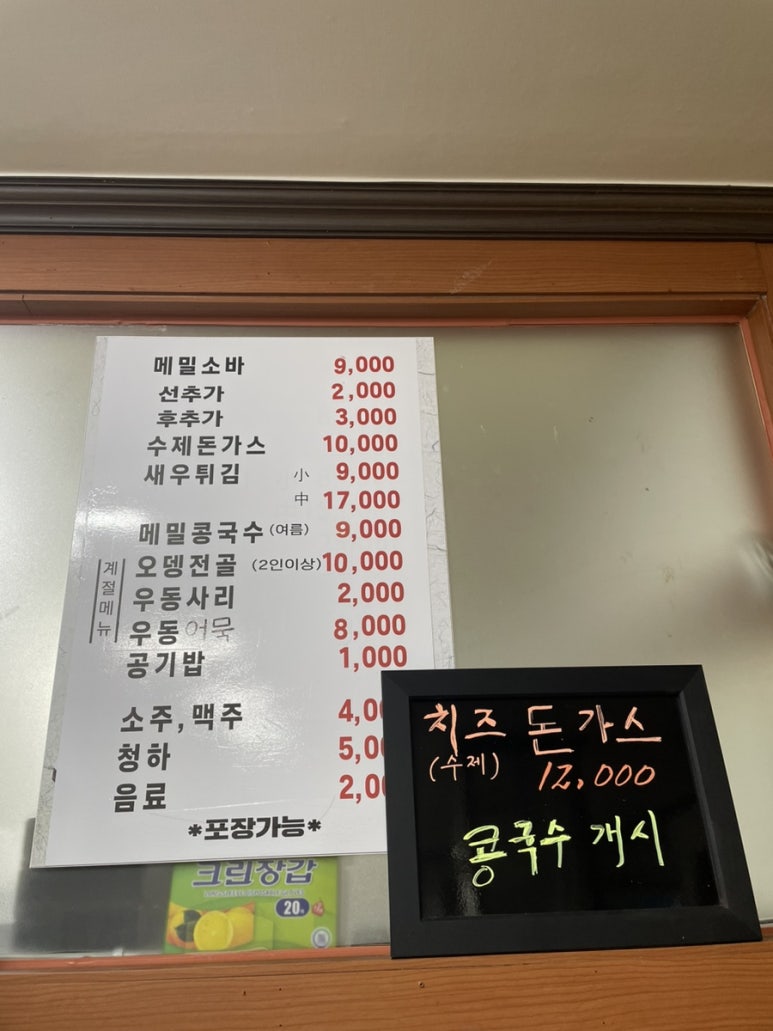 메밀소바 9,000
선추가 2,000
후추가 3,000
수제돈가스 10,000
새우튀김 小 9,000
中 17,000
메밀콩국수 (여름) 9,000
계절메뉴
오뎅전골 (2인이상) 10,000
우동사리 2,000
우동 어묵 8,000
공기밥 1,000
소주, 맥주 4,0
청하 5,0
음료 2,0
*포장가능*
크린장갑
20
치즈 돈가스
(수제) 12,000
콩국수 개시